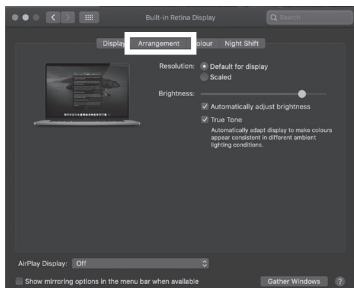 Built-in Retina Display
Search
Display Arrangement Colour Night Shift
Resolution: Default for display
Scaled
Brightness:
Automatically adjust brightness
True Tone
Automatically adapt display to make colours
appear consistent in different ambient
lighting conditions.
AirPlay Display: Off
Show mirroring options in the menu bar when available
Gather Windows ?